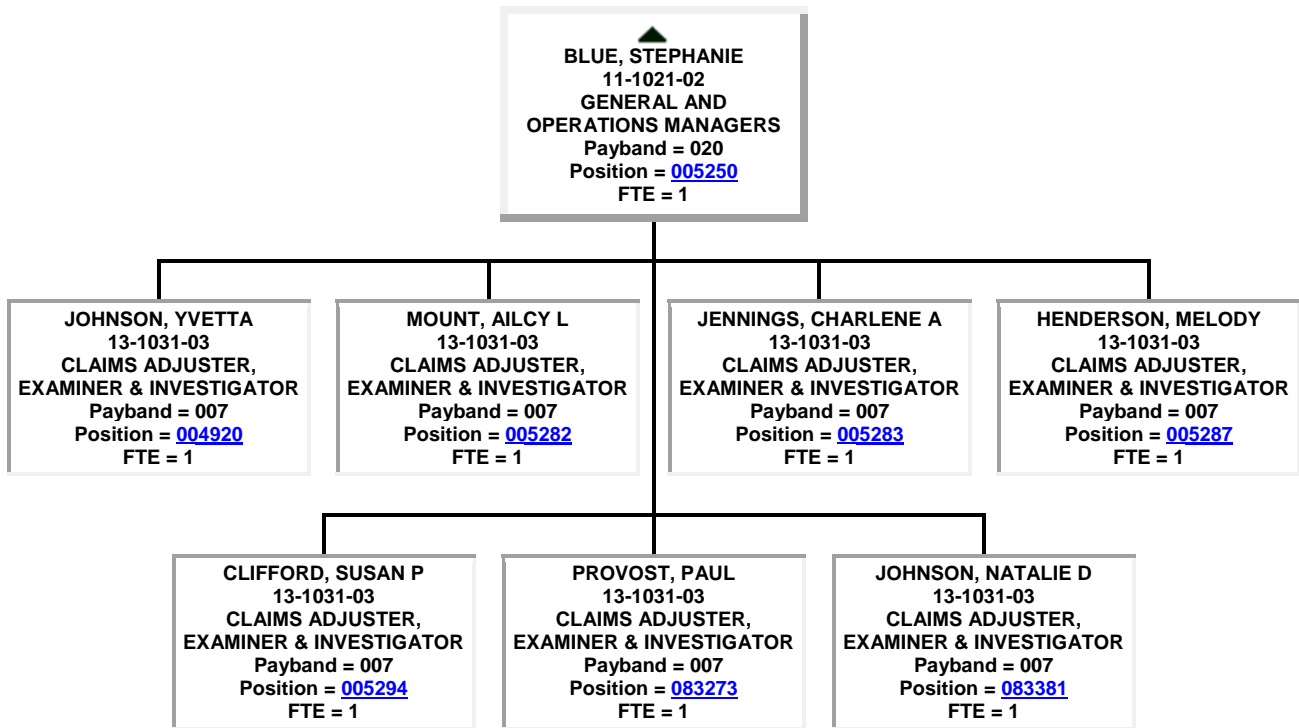 BLUE, STEPHANIE
11-1021-02
GENERAL AND
OPERATIONS MANAGERS
Payband = 020
Position = 005250
FTE = 1
JOHNSON, YVETTA
13-1031-03
CLAIMS ADJUSTER,
EXAMINER & INVESTIGATOR
Payband = 007
Position = 004920
FTE = 1
MOUNT, AILCY L
13-1031-03
CLAIMS ADJUSTER,
EXAMINER & INVESTIGATOR
Payband = 007
Position = 005282
FTE = 1
JENNINGS, CHARLENE A
13-1031-03
CLAIMS ADJUSTER,
EXAMINER & INVESTIGATOR
Payband = 007
Position = 005283
FTE = 1
HENDERSON, MELODY
13-1031-03
CLAIMS ADJUSTER,
EXAMINER & INVESTIGATOR
Payband = 007
Position = 005287
FTE = 1
CLIFFORD, SUSAN P
13-1031-03
CLAIMS ADJUSTER,
EXAMINER & INVESTIGATOR
Payband = 007
Position = 005294
FTE = 1
PROVOST, PAUL
13-1031-03
CLAIMS ADJUSTER,
EXAMINER & INVESTIGATOR
Payband = 007
Position = 083273
FTE = 1
JOHNSON, NATALIE D
13-1031-03
CLAIMS ADJUSTER,
EXAMINER & INVESTIGATOR
Payband = 007
Position = 083381
FTE = 1